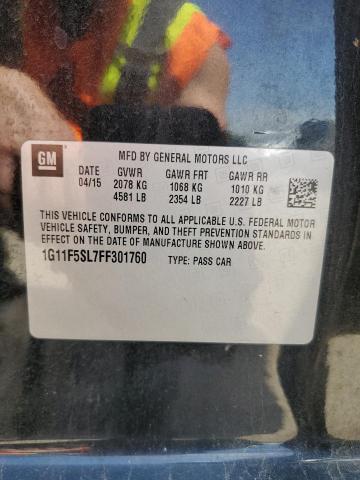 GM
MFD BY GENERAL MOTORS LLC
DATE GVWR GAWR FRT GAWR RR
04/15 2078 KG 1068 KG 1010 KG
4581 LB 2354 LB 2227 LB
THIS VEHICLE CONFORMS TO ALL APPLICABLE U.S. FEDERAL MOTOR
VEHICLE SAFETY, BUMPER, AND THEFT PREVENTION STANDARDS IN
EFFECT ON THE DATE OF MANUFACTURE SHOWN ABOVE.
1G11F5SL7FF301760 TYPE: PASS CAR